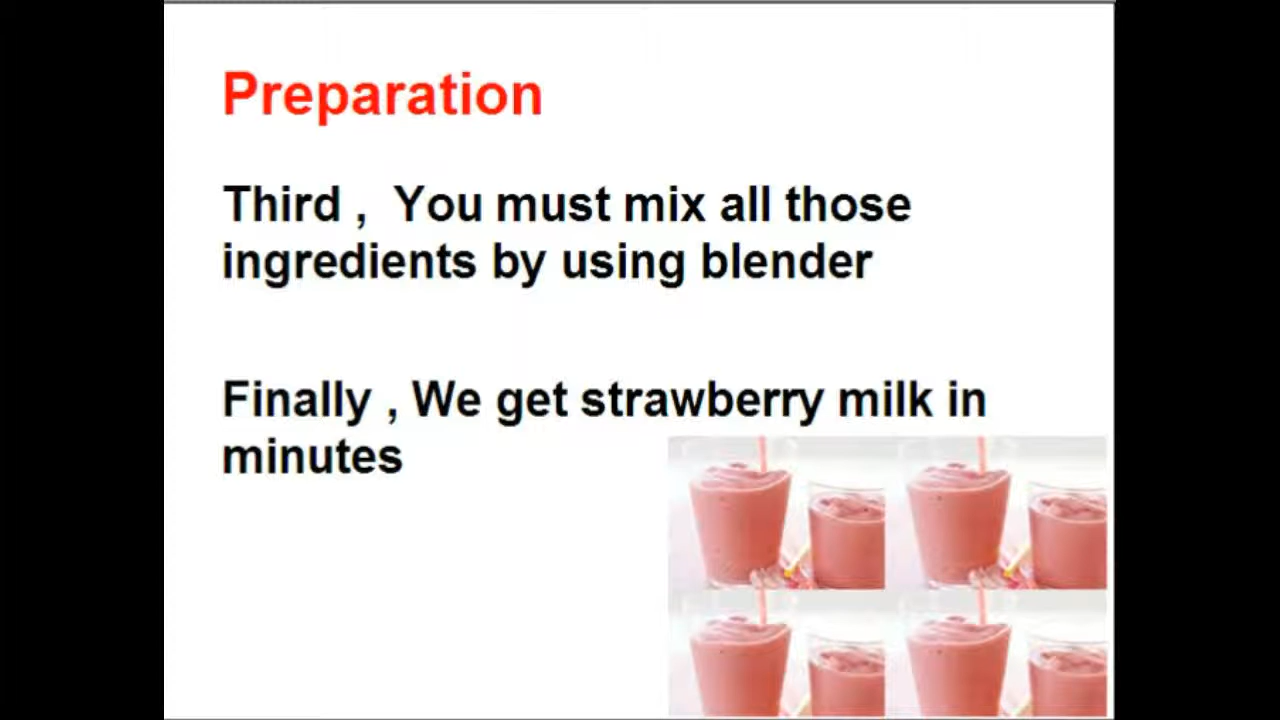 Preparation
Third ,  You must mix all those
ingredients by using blender
Finally , We get strawberry milk in
minutes